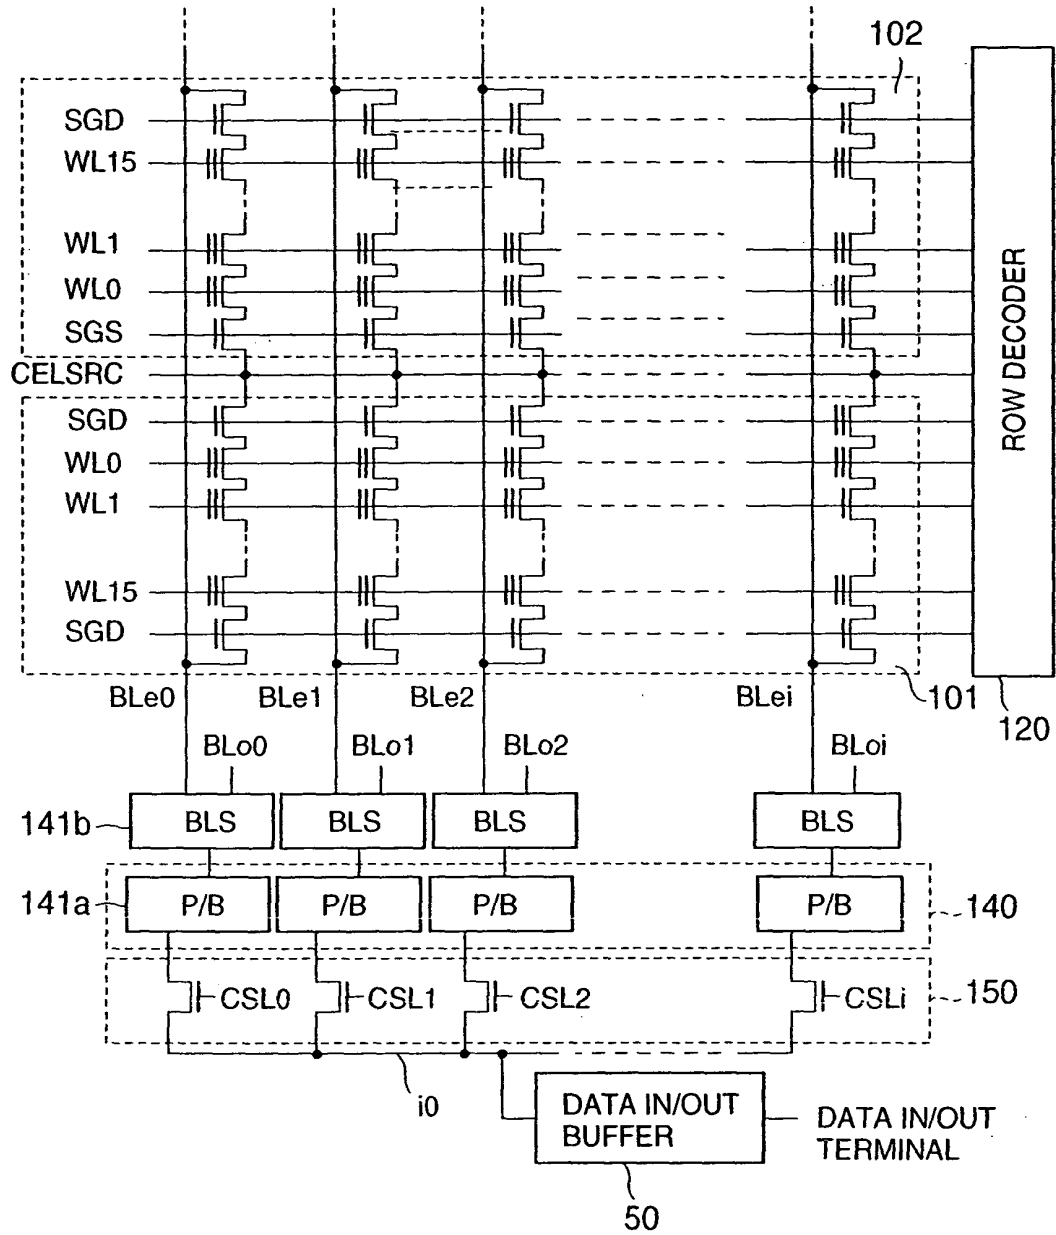 102
SGD
WL15
WL1
WL0
SGS
CELSRC
SGD
WL0
WL1
WL15
SGD
ROW DECODER
101
120
BLe0 BLe1 BLe2 BLei
BLo0 BLo1 BLo2 BLoi
141b BLS BLS BLS BLS
141a P/B P/B P/B P/B 140
CSL0 CSL1 CSL2 CSLi 150
i0
DATA IN/OUT
BUFFER
DATA IN/OUT
TERMINAL
50